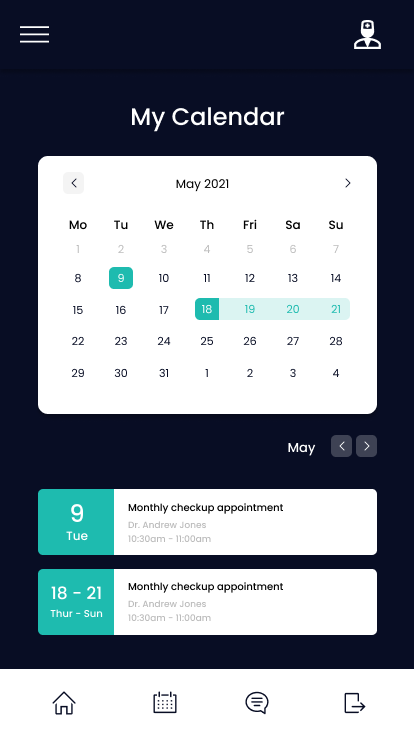 My Calendar
May 2021
Mo Tu We Th Fri Sa Su
1 2 3 4 5 6 7
8 9 10 11 12 13 14
15 16 17 18 19 20 21
22 23 24 25 26 27 28
29 30 31 1 2 3 4
May
9
Tue
Monthly checkup appointment
Dr. Andrew Jones
10:30am - 11:00am
18 - 21
Thur - Sun
Monthly checkup appointment
Dr. Andrew Jones
10:30am - 11:00am